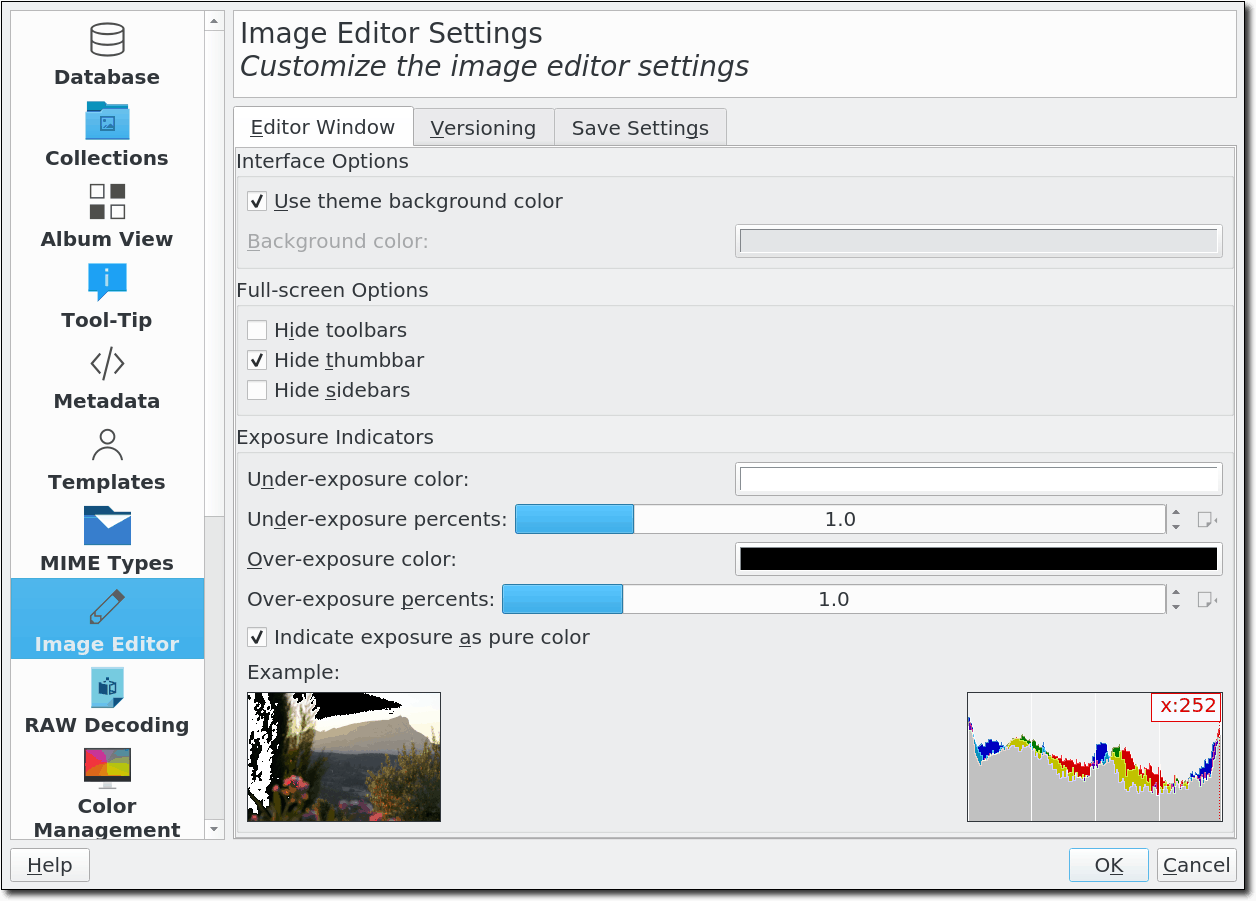 Database
Collections
Album View
Tool-Tip
Metadata
Templates
MIME Types
Image Editor
RAW Decoding
Color
Management
Image Editor Settings
Customize the image editor settings
Editor Window
Versioning
Save Settings
Interface Options
Use theme background color
Background color:
Full-screen Options
Hide toolbars
Hide thumbbar
Hide sidebars
Exposure Indicators
Under-exposure color:
Under-exposure percents: 1.0
Over-exposure color:
Over-exposure percents: 1.0
Indicate exposure as pure color
Example:
x:252
Help
OK
Cancel